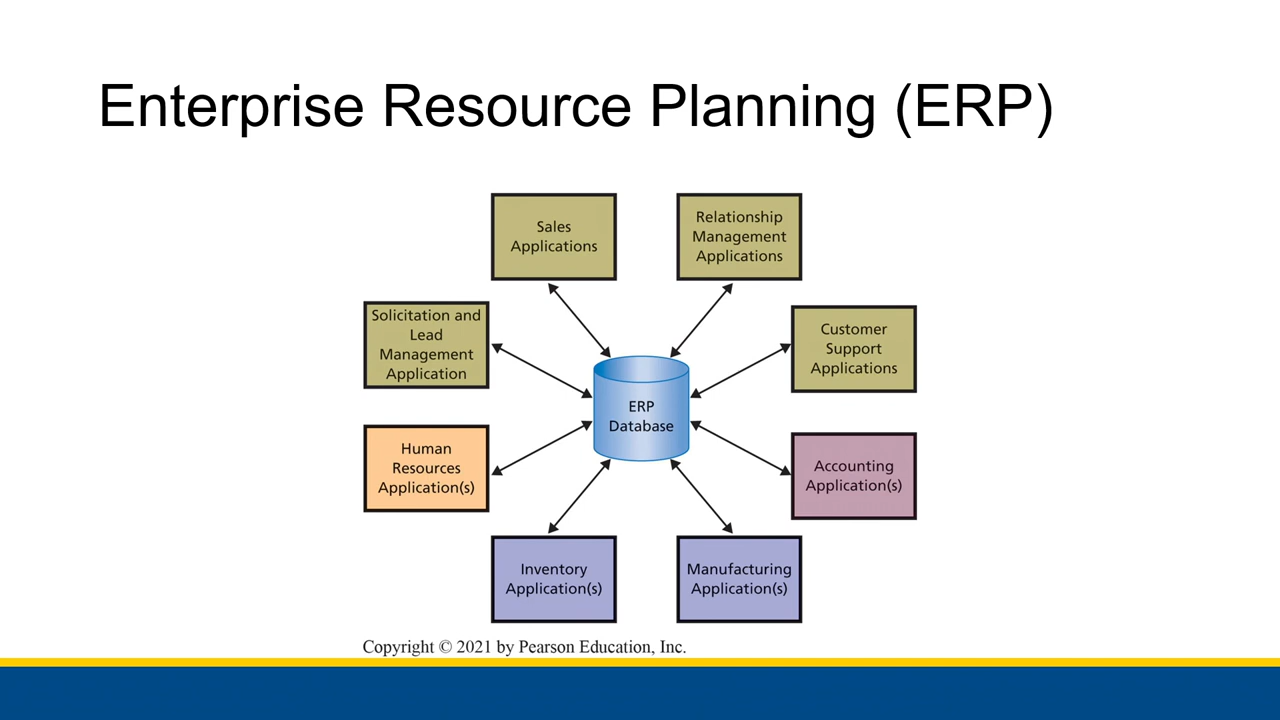 Enterprise Resource Planning (ERP)
Sales
Applications
Relationship
Management
Applications
Solicitation and
Lead
Management
Application
Customer
Support
Applications
ERP
Database
Human
Resources
Application(s)
Accounting
Application(s)
Inventory
Application(s)
Manufacturing
Application(s)
Copyright © 2021 by Pearson Education, Inc.